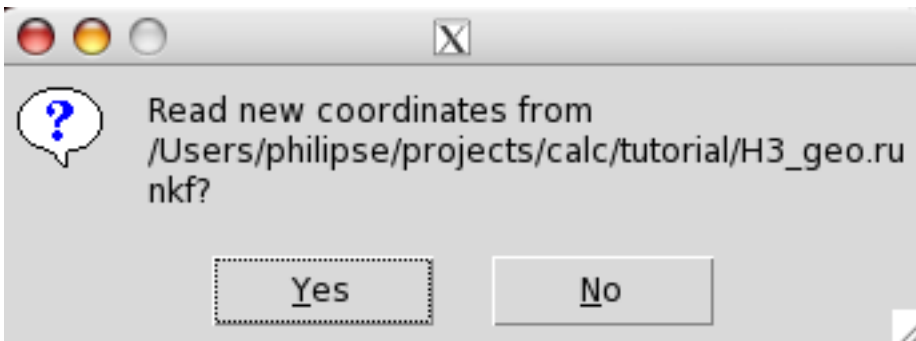 Read new coordinates from
/Users/philipse/projects/calc/tutorial/H3_geo.ru
nkf?
Yes No